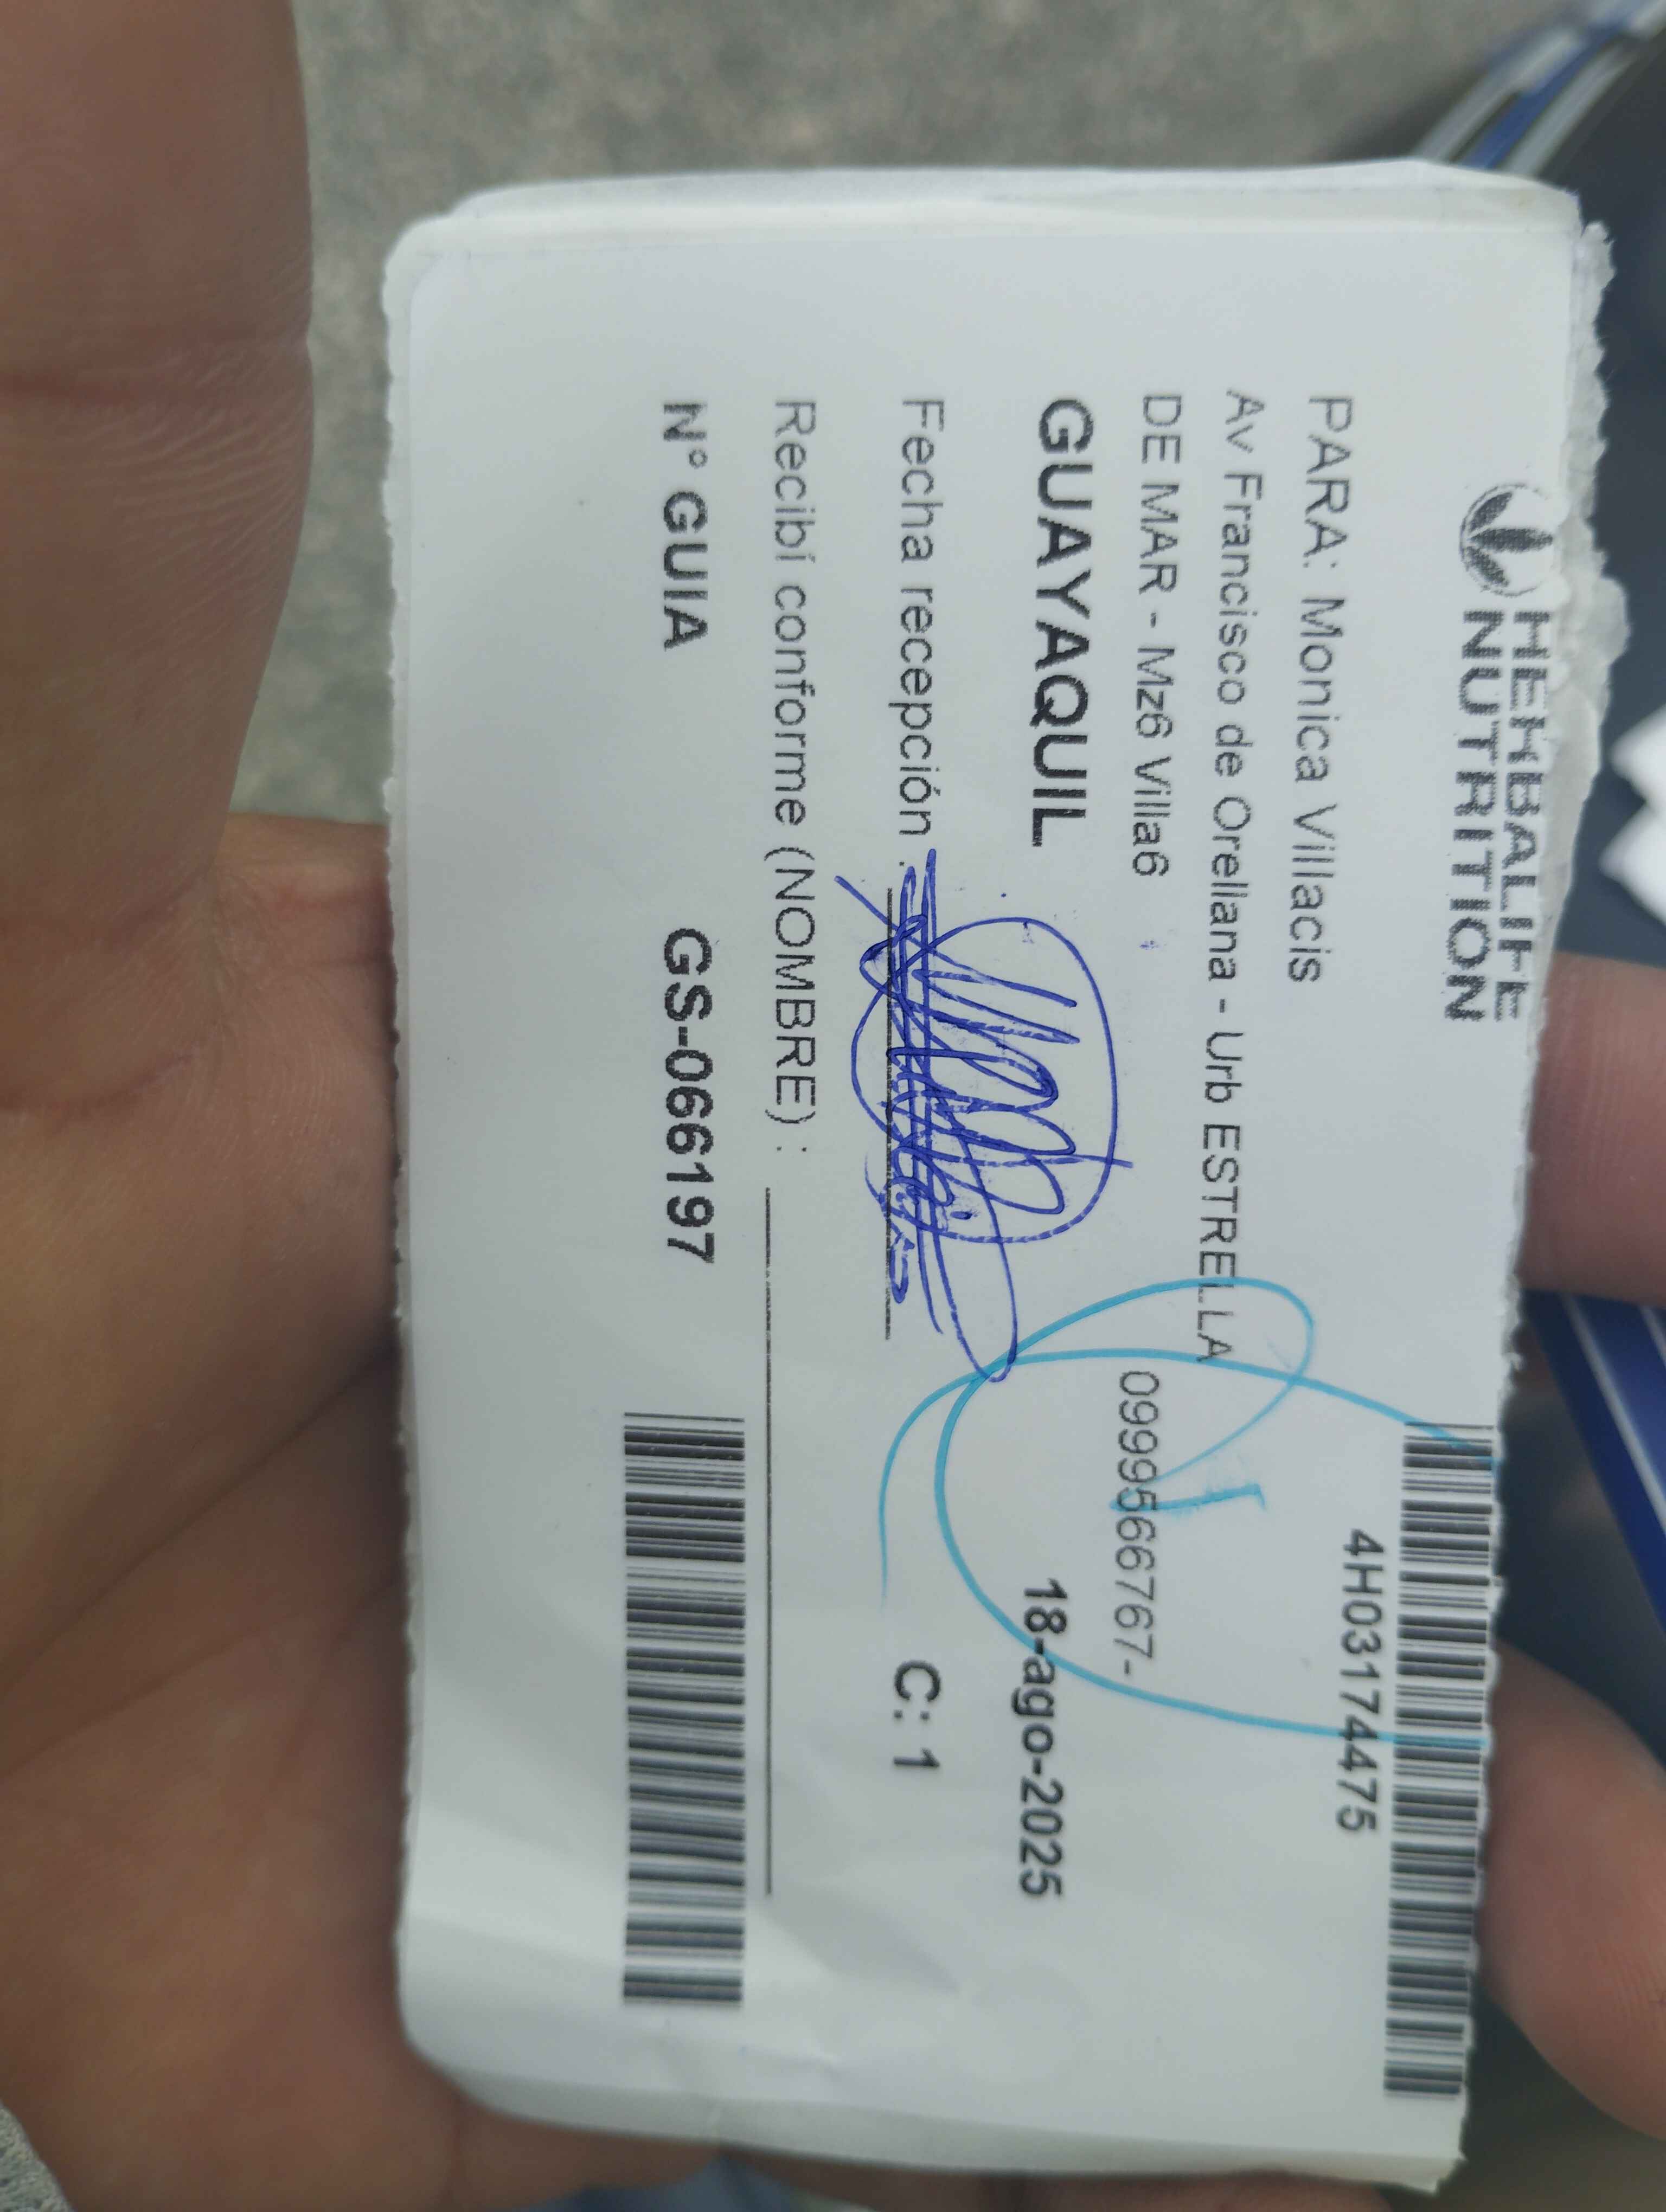 HERBALIFE
NUTRITION
4H03174475
PARA: Monica Villacis
Av Francisco de Orellana - Urb ESTRELLA
DE MAR - Mz6 Villa6
0999566767-
GUAYAQUIL
18-ago-2025
Fecha recepción :
C: 1
Recibí conforme (NOMBRE) :
N° GUIA GS-066197